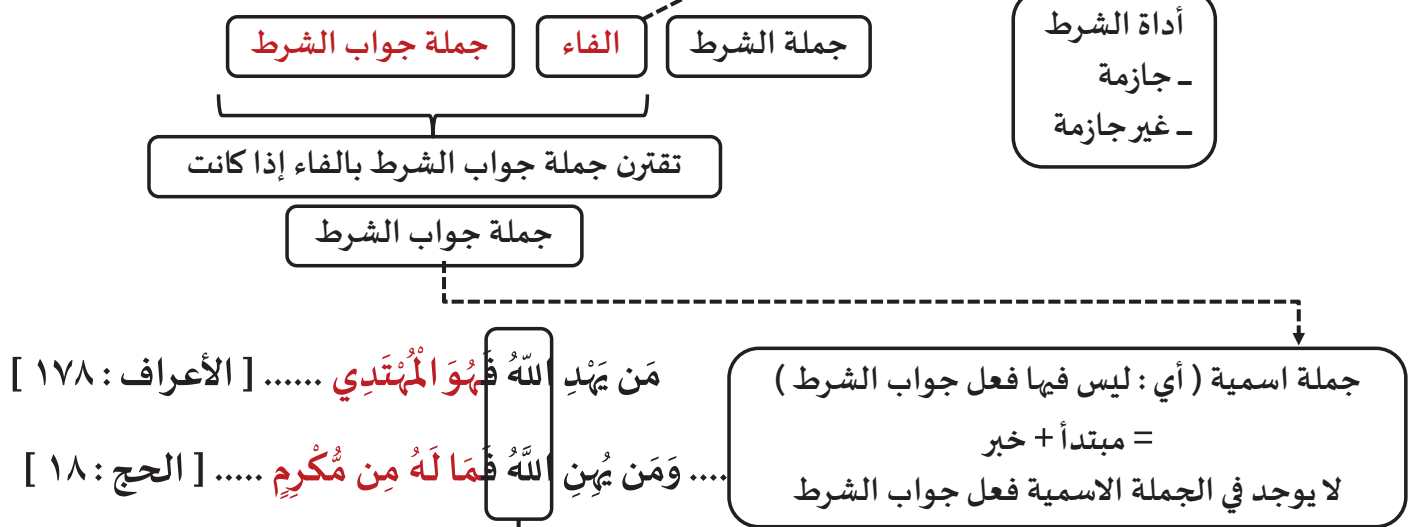 أداة الشرط
ـ جازمة
ـ غير جازمة
جملة الشرط
الفاء
جملة جواب الشرط
تقترن جملة جواب الشرط بالفاء إذا كانت
جملة جواب الشرط
جملة اسمية ( أي : ليس فيها فعل جواب الشرط )
= مبتدأ + خبر
لا يوجد في الجملة الاسمية فعل جواب الشرط
مَن يَهْدِ اللّهُ فَهُوَ الْمُهْتَدِي ...... [ الأعراف : ١٧٨ ]
.... وَمَن يُهِنِ اللَّهُ فَمَا لَهُ مِن مُّكْرِمٍ ..... [ الحج : ١٨ ]